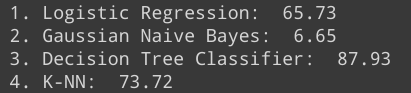 1. Logistic Regression:  65.73
2. Gaussian Naive Bayes:  6.65
3. Decision Tree Classifier:  87.93
4. K-NN:  73.72